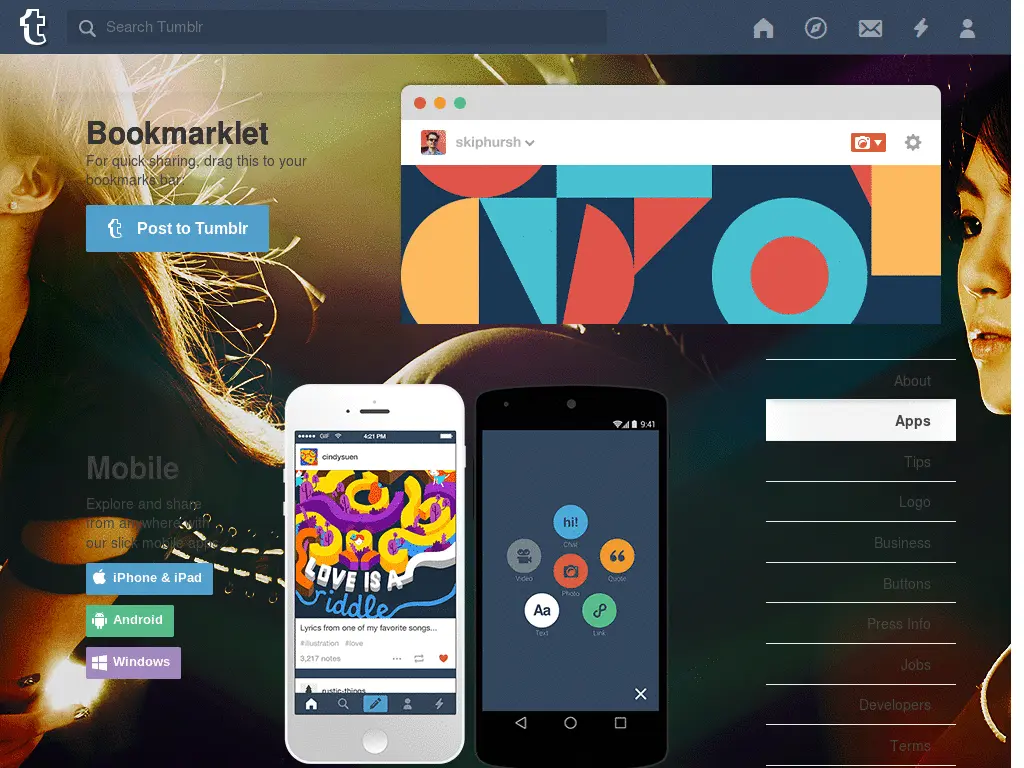 Search Tumblr
Bookmarklet
For quick sharing, drag this to your
bookmarks bar:
Post to Tumblr
skiphursh
About
Apps
Tips
Logo
Business
Buttons
Press Info
Jobs
Developers
Terms
Mobile
Explore and share
from anywhere with
our slick mobile apps.
iPhone & iPad
Android
Windows
GIF
4:21 PM
cindysuen
LOVE IS A
riddle
Lyrics from one of my favorite songs...
#illustration #love
3,217 notes
rustic-things
9:41
hi!
Chat
Video
Quote
Photo
Aa
Text
Link